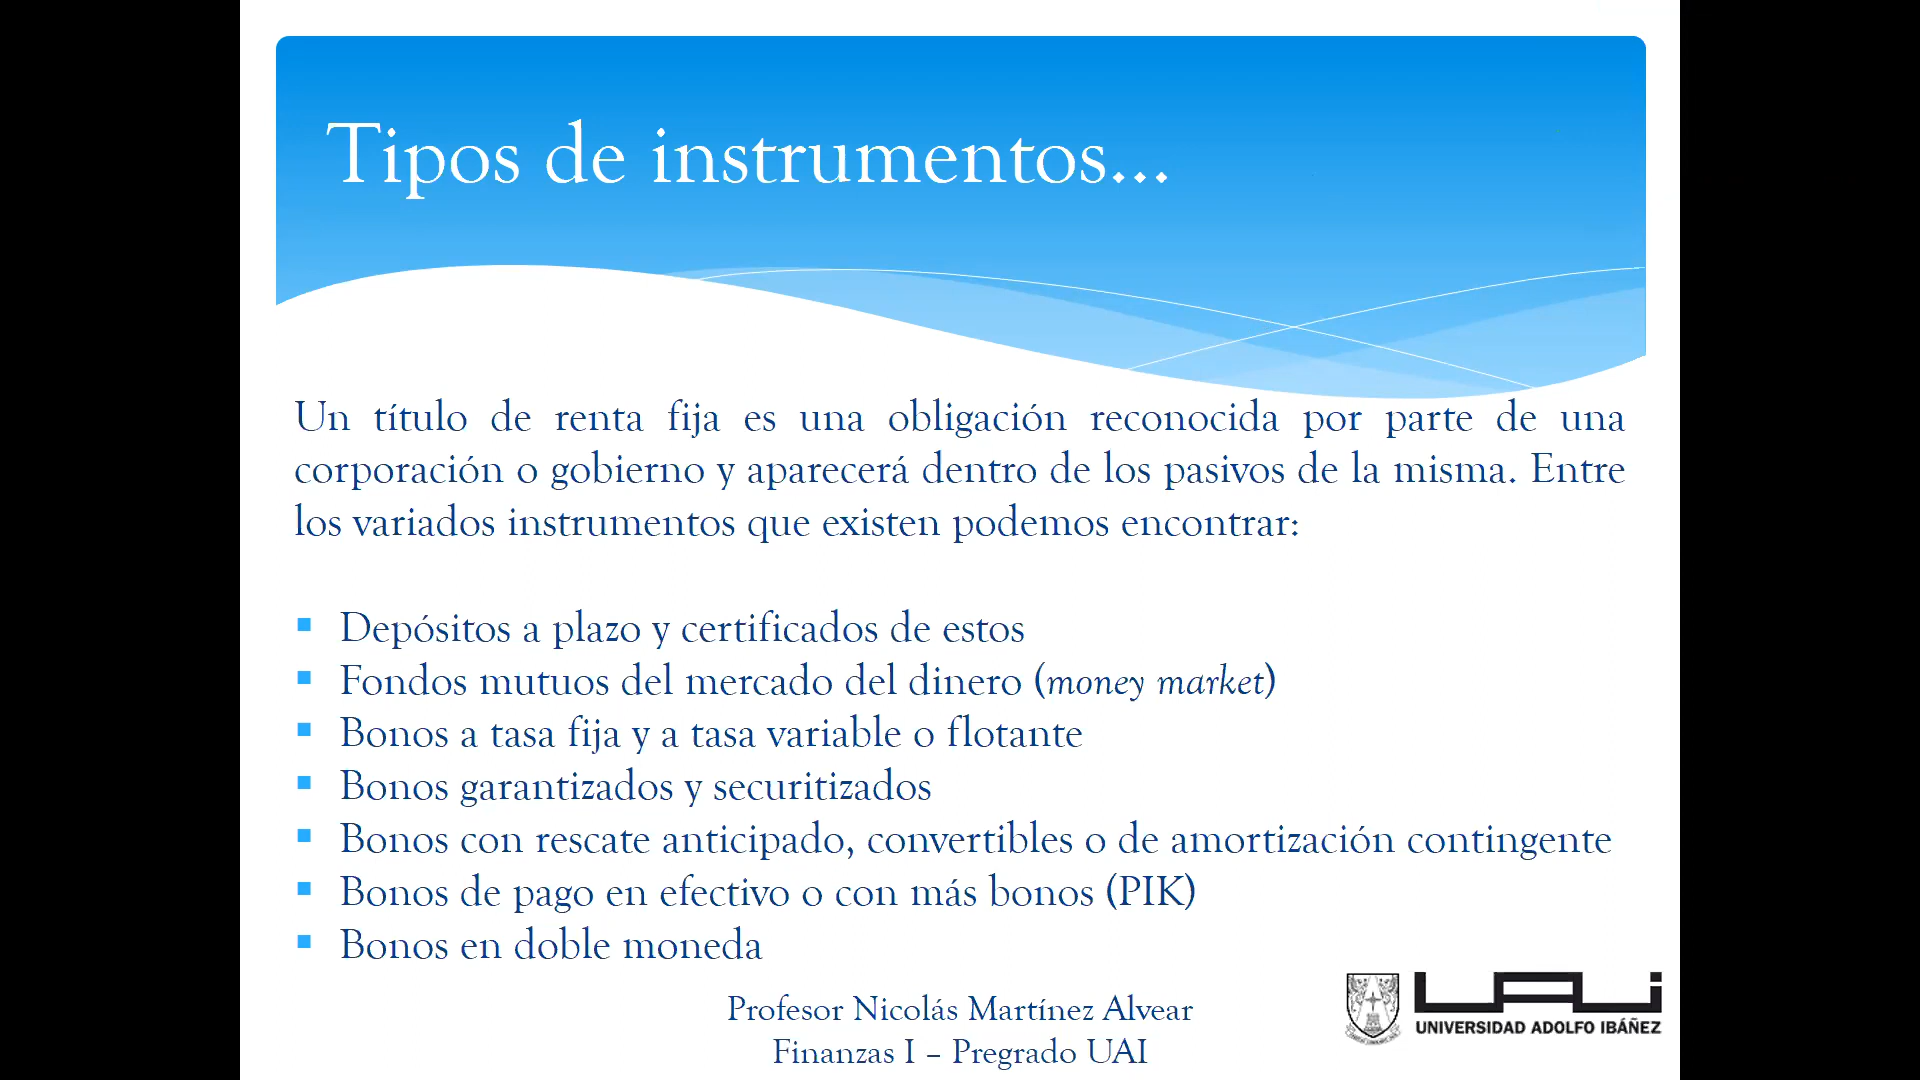 Tipos de instrumentos...
Un título de renta fija es una obligación reconocida por parte de una
corporación o gobierno y aparecerá dentro de los pasivos de la misma. Entre
los variados instrumentos que existen podemos encontrar:
▪ Depósitos a plazo y certificados de estos
▪ Fondos mutuos del mercado del dinero (money market)
▪ Bonos a tasa fija y a tasa variable o flotante
▪ Bonos garantizados y securitizados
▪ Bonos con rescate anticipado, convertibles o de amortización contingente
▪ Bonos de pago en efectivo o con más bonos (PIK)
▪ Bonos en doble moneda
Profesor Nicolás Martínez Alvear
Finanzas I – Pregrado UAI
UAi
UNIVERSIDAD ADOLFO IBÁÑEZ